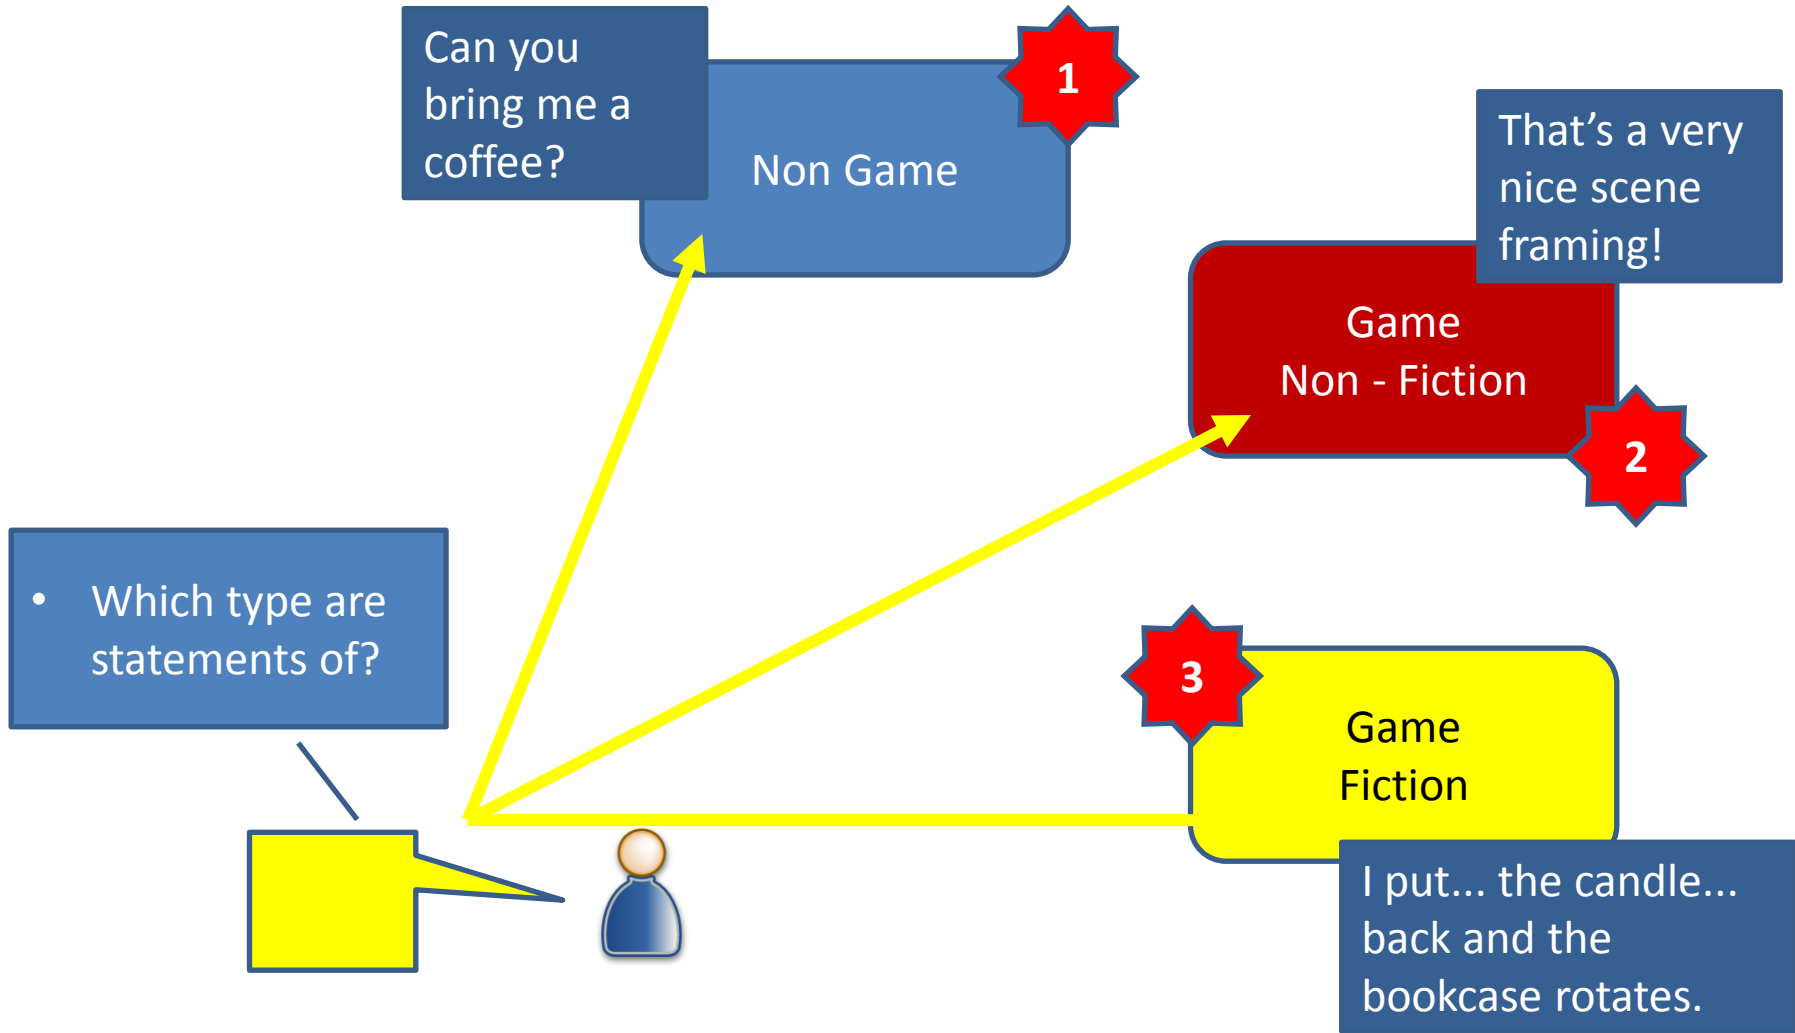 Can you
bring me a
coffee?
Non Game
1
That’s a very
nice scene
framing!
Game
Non - Fiction
2
• Which type are
statements of?
3
Game
Fiction
I put... the candle...
back and the
bookcase rotates.